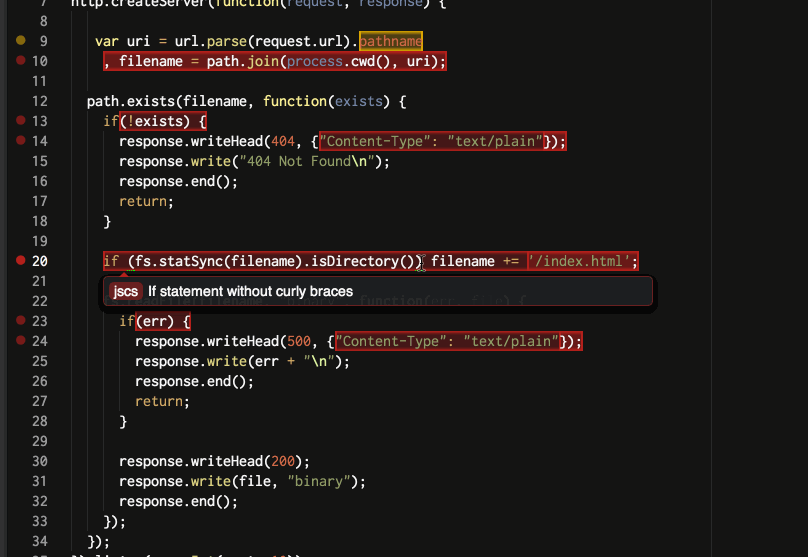 7 http.createServer(function(request, response) {
8
9 var uri = url.parse(request.url).pathname
10 , filename = path.join(process.cwd(), uri);
11
12 path.exists(filename, function(exists) {
13 if(!exists) {
14 response.writeHead(404, {"Content-Type": "text/plain"});
15 response.write("404 Not Found\n");
16 response.end();
17 return;
18 }
19
20 if (fs.statSync(filename).isDirectory()) filename += '/index.html';
21
jscs If statement without curly braces
22 function(err, file) {
23 if(err) {
24 response.writeHead(500, {"Content-Type": "text/plain"});
25 response.write(err + "\n");
26 response.end();
27 return;
28 }
29
30 response.writeHead(200);
31 response.write(file, "binary");
32 response.end();
33 });
34 });